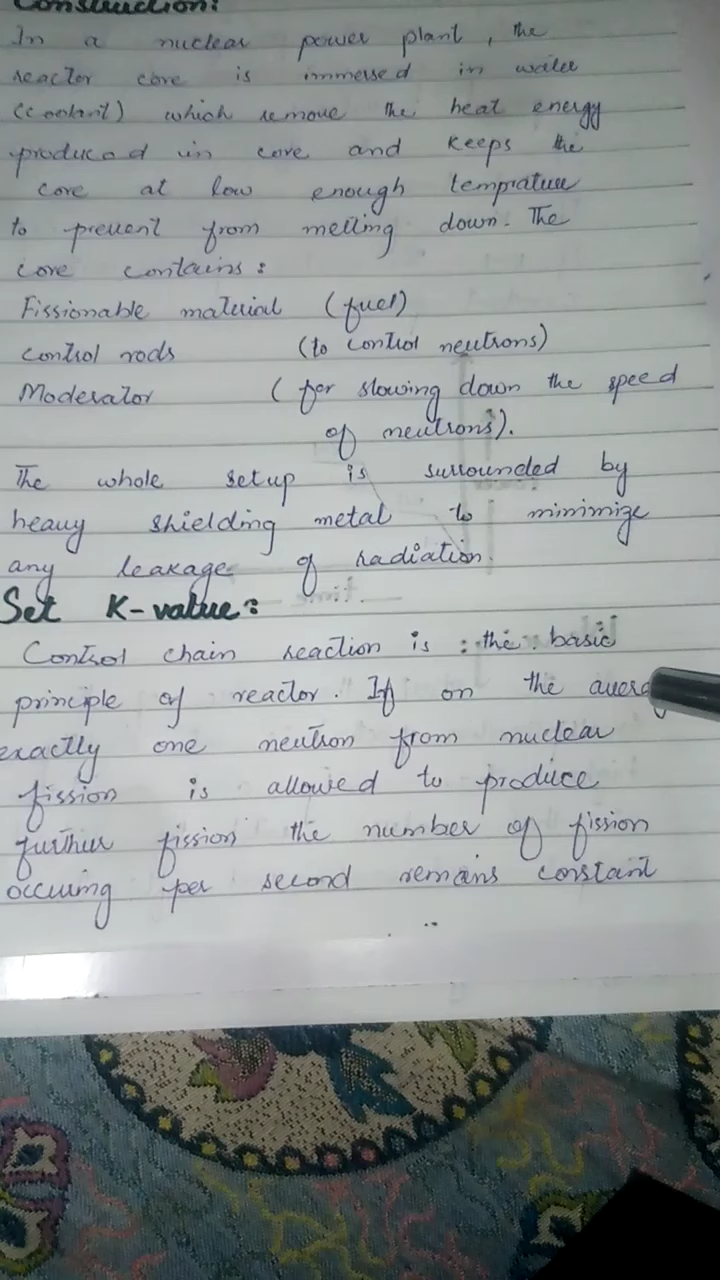 Construction:
In a nuclear power plant, the
reactor core is immersed in water
(coolant) which remove the heat energy
produced in core and keeps the
core at low enough temprature
to prevent from melting down. The
core contains:
Fissionable material (fuel)
Control rods (to control neutrons)
Moderator (for slowing down the speed
of neutrons).
The whole setup is surrounded by
heavy shielding metal to minimize
any leakage of radiation.
Set K-value:
Control chain reaction is : the basic
principle of reactor. If on the
exactly one neutron from nuclear
fission is allowed to produce
further fission the number of fission
occuring per second remains constant